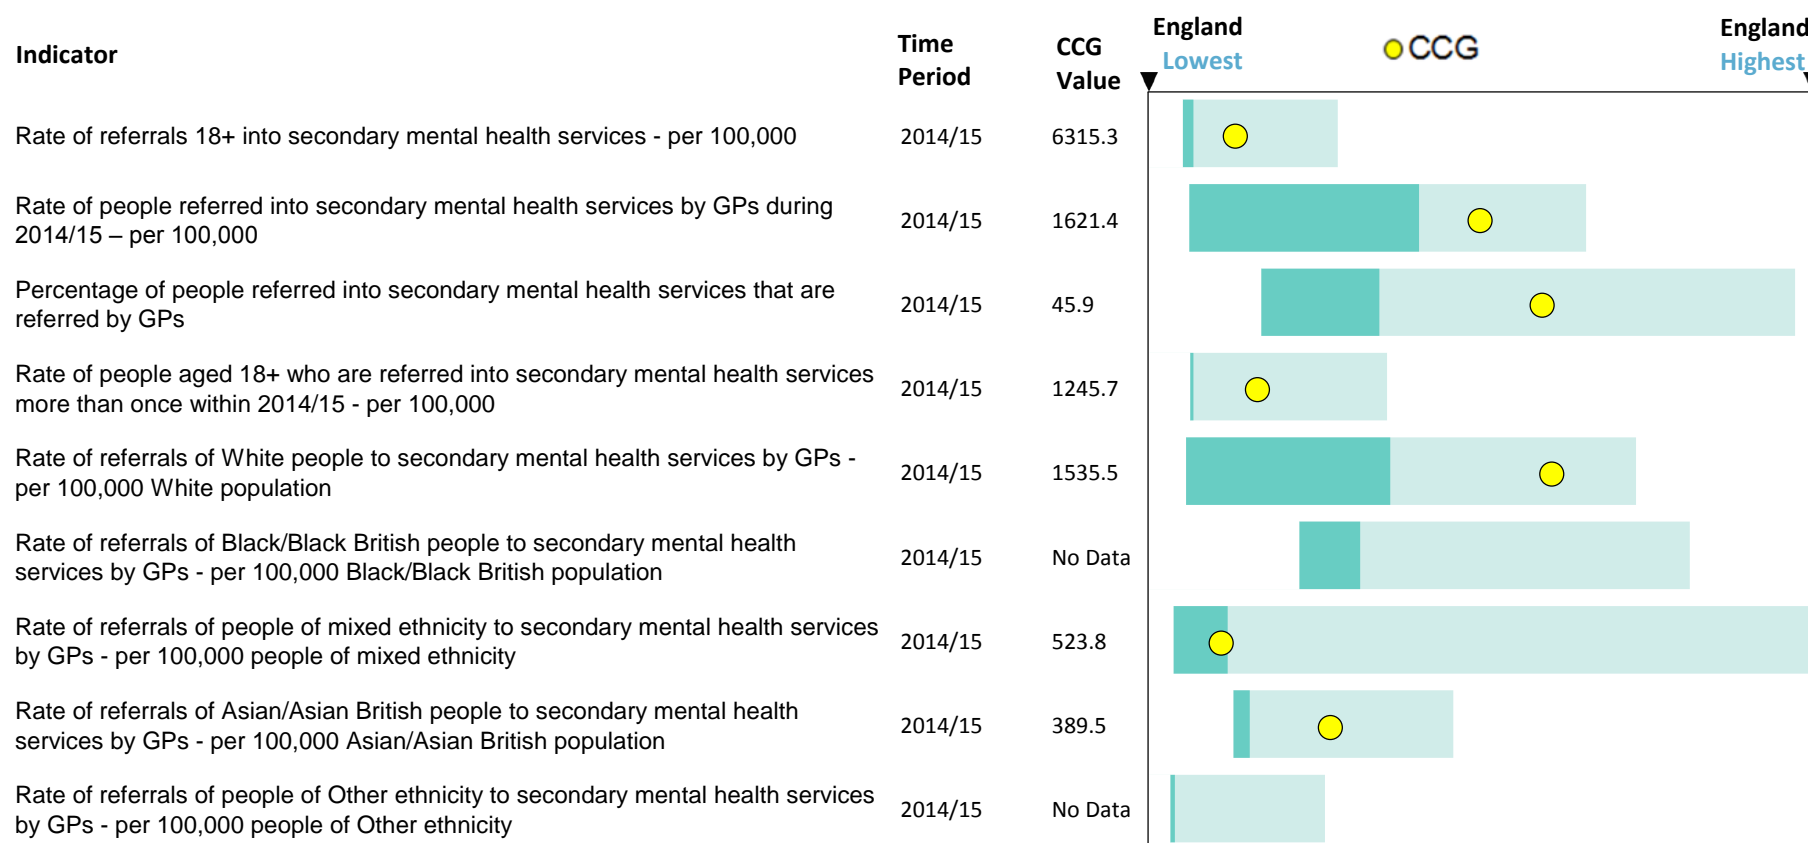 Indicator
Time
Period
CCG
Value
England
Lowest
CCG
England
Highest
Rate of referrals 18+ into secondary mental health services - per 100,000
2014/15
6315.3
Rate of people referred into secondary mental health services by GPs during
2014/15 – per 100,000
2014/15
1621.4
Percentage of people referred into secondary mental health services that are
referred by GPs
2014/15
45.9
Rate of people aged 18+ who are referred into secondary mental health services
more than once within 2014/15 - per 100,000
2014/15
1245.7
Rate of referrals of White people to secondary mental health services by GPs -
per 100,000 White population
2014/15
1535.5
Rate of referrals of Black/Black British people to secondary mental health
services by GPs - per 100,000 Black/Black British population
2014/15
No Data
Rate of referrals of people of mixed ethnicity to secondary mental health services
by GPs - per 100,000 people of mixed ethnicity
2014/15
523.8
Rate of referrals of Asian/Asian British people to secondary mental health
services by GPs - per 100,000 Asian/Asian British population
2014/15
389.5
Rate of referrals of people of Other ethnicity to secondary mental health services
by GPs - per 100,000 people of Other ethnicity
2014/15
No Data